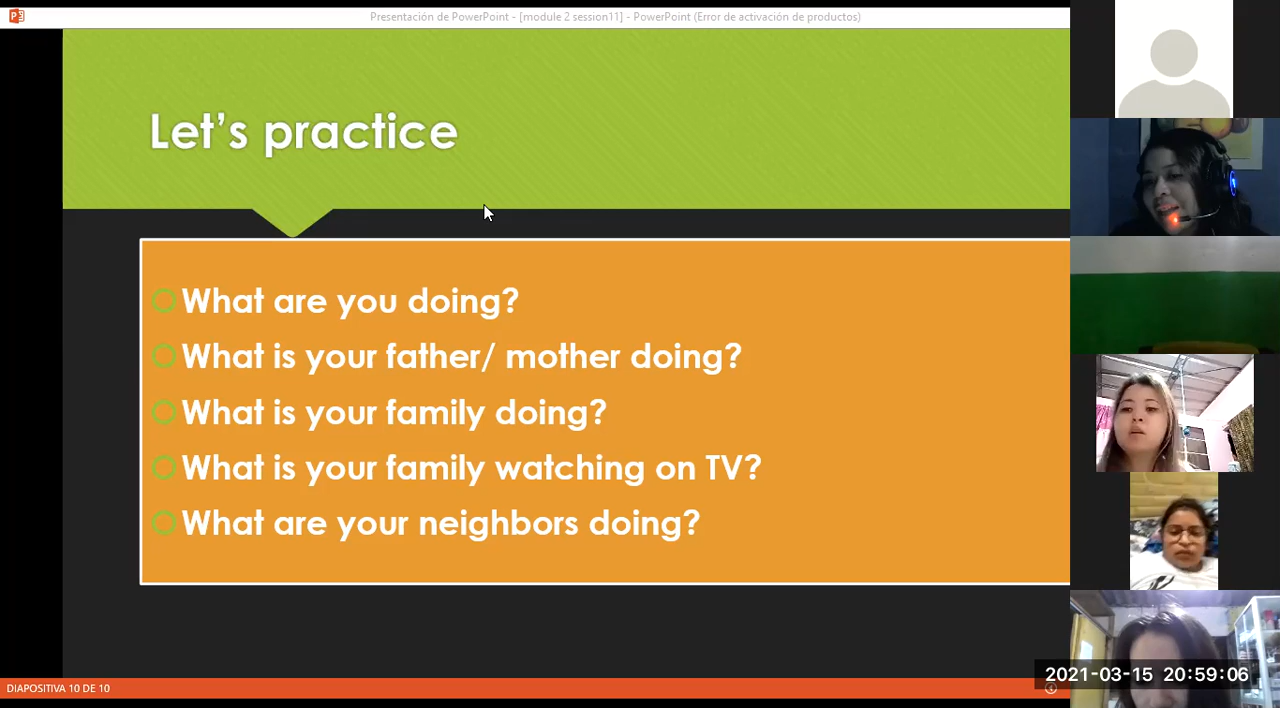 Presentación de PowerPoint - [module 2 session11] - PowerPoint (Error de activación de productos)
Let's practice
What are you doing?
What is your father/ mother doing?
What is your family doing?
What is your family watching on TV?
What are your neighbors doing?
2021-03-15 20:59:06
DIAPOSITIVA 10 DE 10